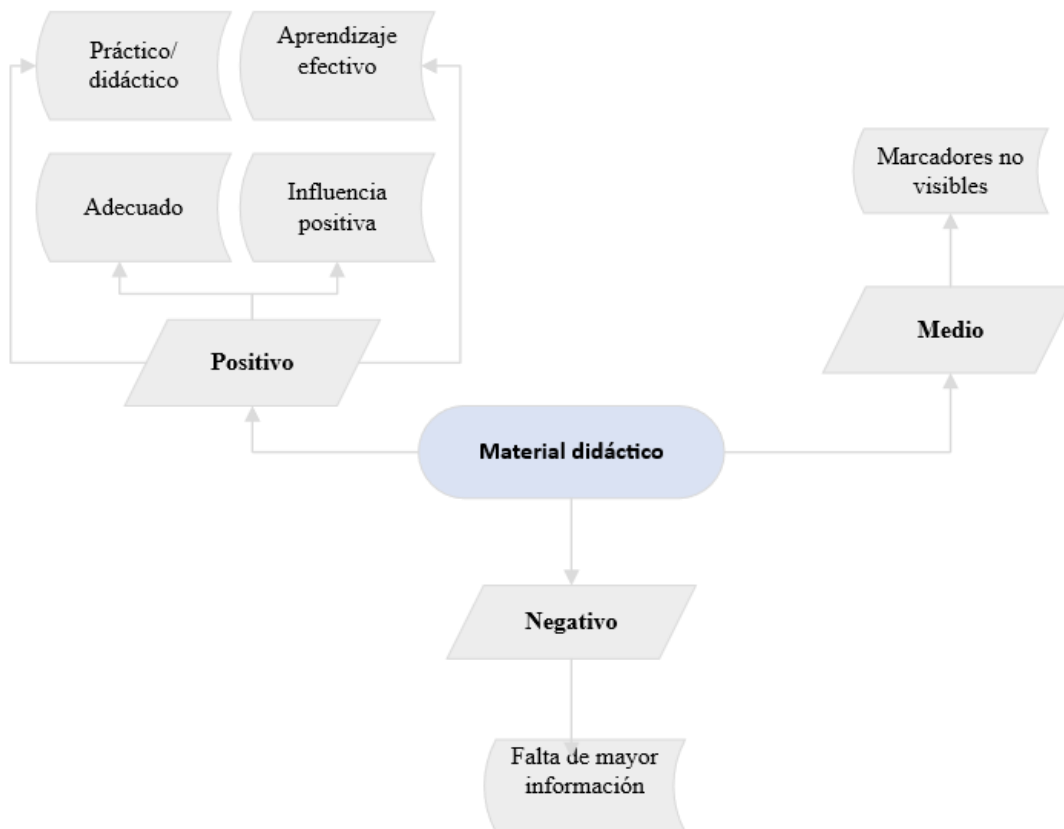 Práctico/
didáctico
Aprendizaje
efectivo
Adecuado
Influencia
positiva
Positivo
Marcadores no
visibles
Medio
Material didáctico
Negativo
Falta de mayor
información